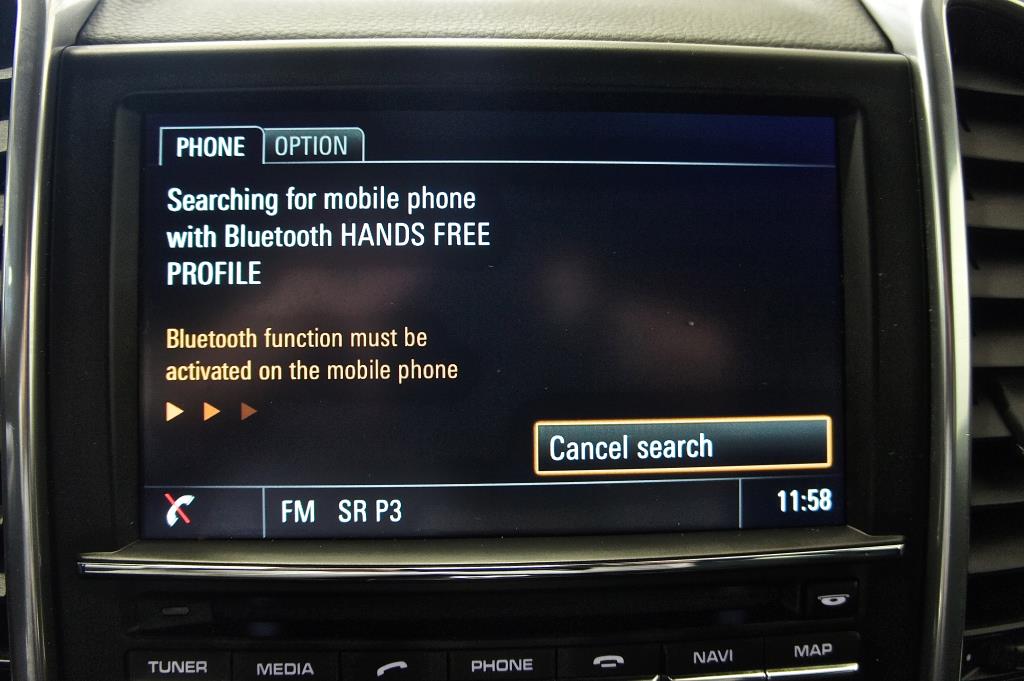 PHONE OPTION
Searching for mobile phone
with Bluetooth HANDS FREE
PROFILE
Bluetooth function must be
activated on the mobile phone
Cancel search
FM SR P3 11:58
TUNER MEDIA PHONE NAVI MAP